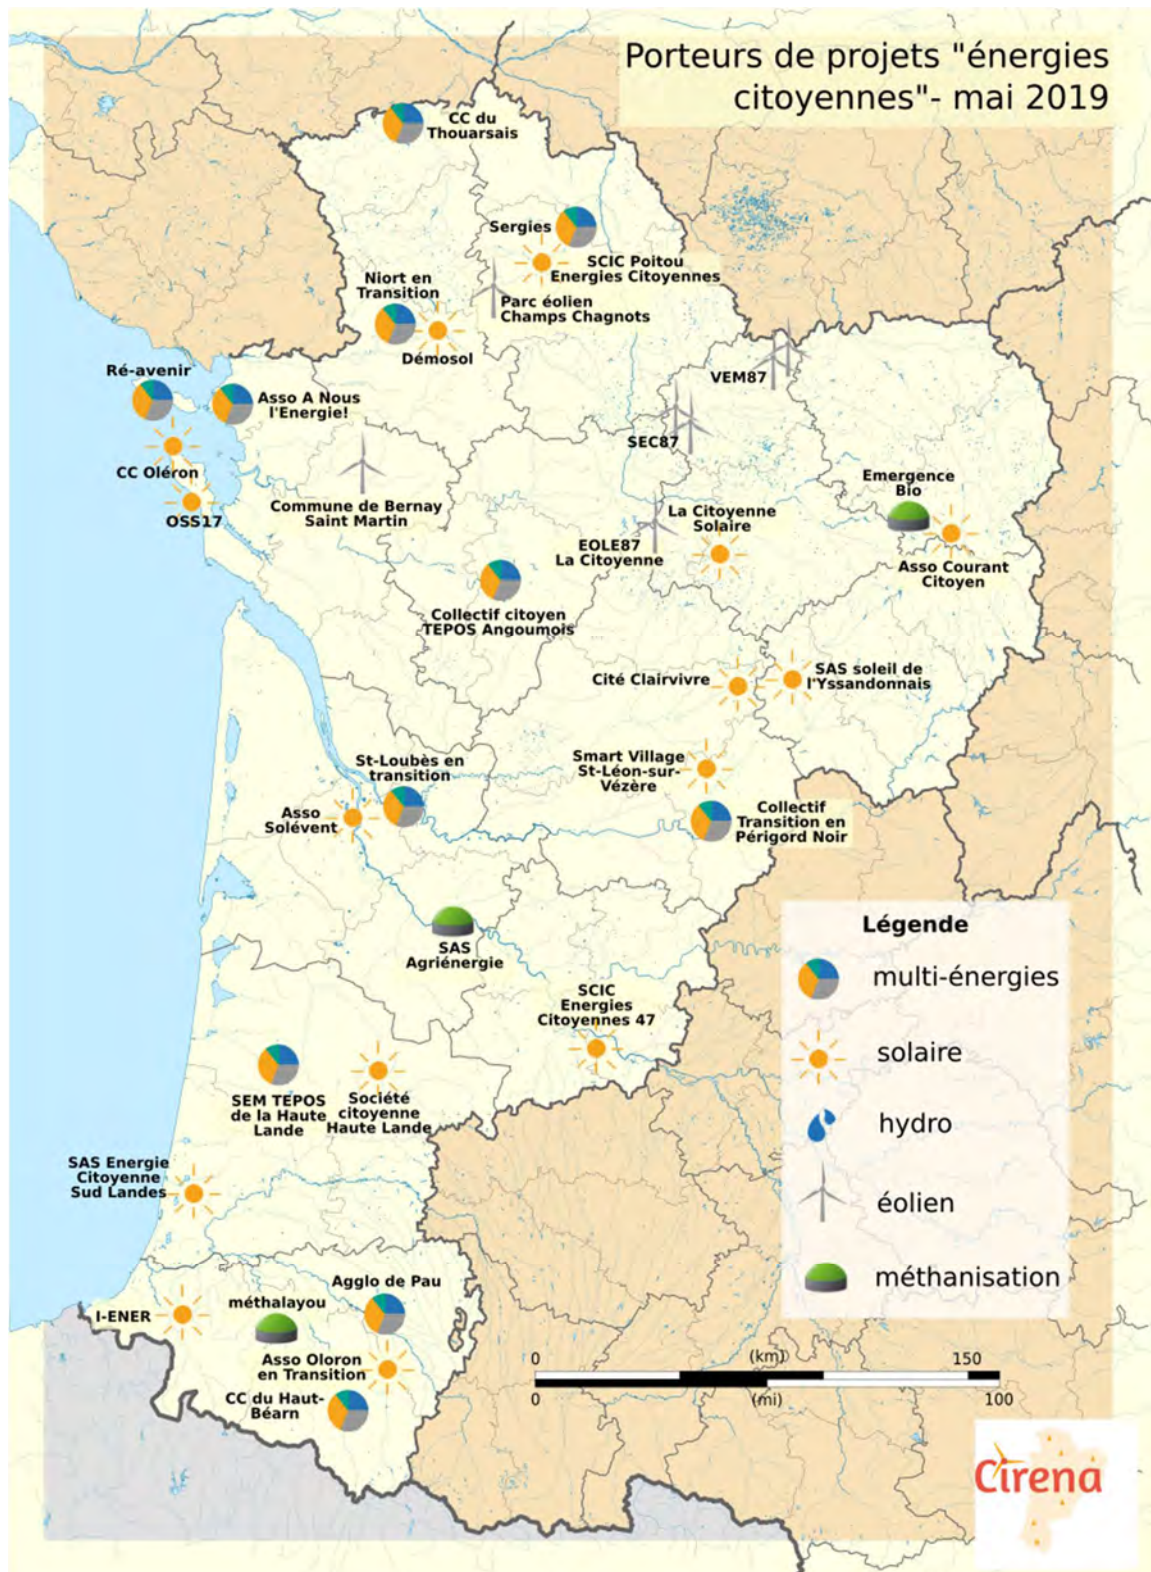 Porteurs de projets "énergies
citoyennes"- mai 2019
CC du
Thouarsais
Sergies
SCIC Poitou
Energies Citoyennes
Niort en
Transition
Parc éolien
Champs Chagnots
Démosol
Ré-avenir
VEM87
Asso A Nous
l'Energie!
SEC87
CC Oléron
Emergence
Bio
Commune de Bernay
Saint Martin
OSS17
La Citoyenne
Solaire
EOLE87
La Citoyenne
Asso Courant
Citoyen
Collectif citoyen
TEPOS Angoumois
Cité Clairvivre
SAS soleil de
l'Yssandonnais
St-Loubès en
transition
Smart Village
St-Léon-sur-
Vézère
Asso
Solévent
Collectif
Transition en
Périgord Noir
SAS
Agriénergie
SCIC
Energies
Citoyennes 47
SEM TEPOS
de la Haute
Lande
Société
citoyenne
Haute Lande
SAS Energie
Citoyenne
Sud Landes
Agglo de Pau
méthalayou
I-ENER
Asso Oloron
en Transition
CC du Haut-
Béarn
Légende
multi-énergies
solaire
hydro
éolien
méthanisation
0 (km) 150
0 (mi) 100
Cirena